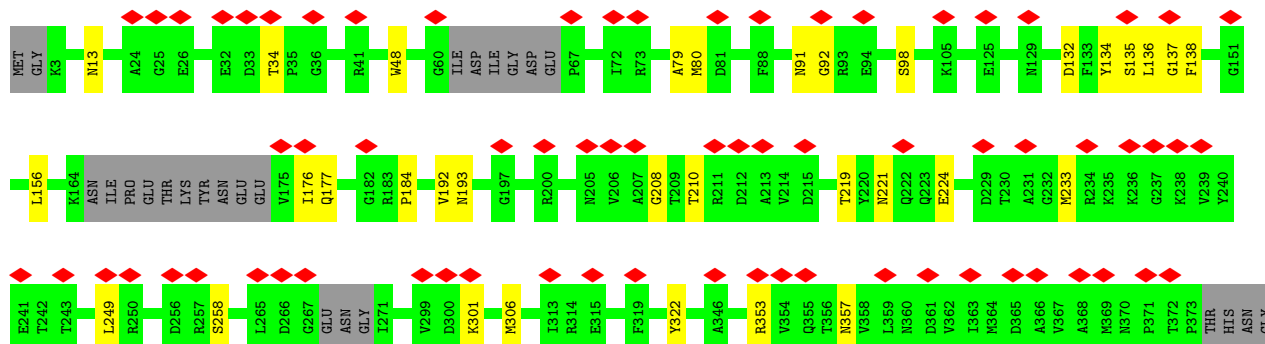 MET GLY K3 N13 A24 G25 E26 E32 D33 T34 P35 G36 R41 W48 G60 ILE ASP ILE GLY ASP GLU P67 I72 R73 A79 M80 D81 F88 N91 G92 R93 E94 S98 K105 E125 N129 D132 F133 Y134 S135 L136 G137 F138 G151
L156 K164 ASN ILE PRO GLU THR LYS TYR ASN GLU GLU V175 I176 Q177 G182 R183 P184 V192 N193 G197 R200 N205 V206 A207 G208 T209 T210 R211 D212 A213 V214 D215 T219 Y220 N221 Q222 Q223 E224 D229 T230 A231 G232 M233 R234 K235 K236 G237 K238 V239 Y240
E241 T242 T243 L249 R250 D256 R257 S258 L265 D266 G267 GLU ASN GLY I271 V299 D300 K301 M306 I313 R314 E315 F319 Y322 A346 R353 V354 Q355 T356 N357 V358 L359 N360 D361 V362 I363 M364 D365 A366 V367 A368 M369 N370 P371 T372 P373 THR HIS ASN GLY